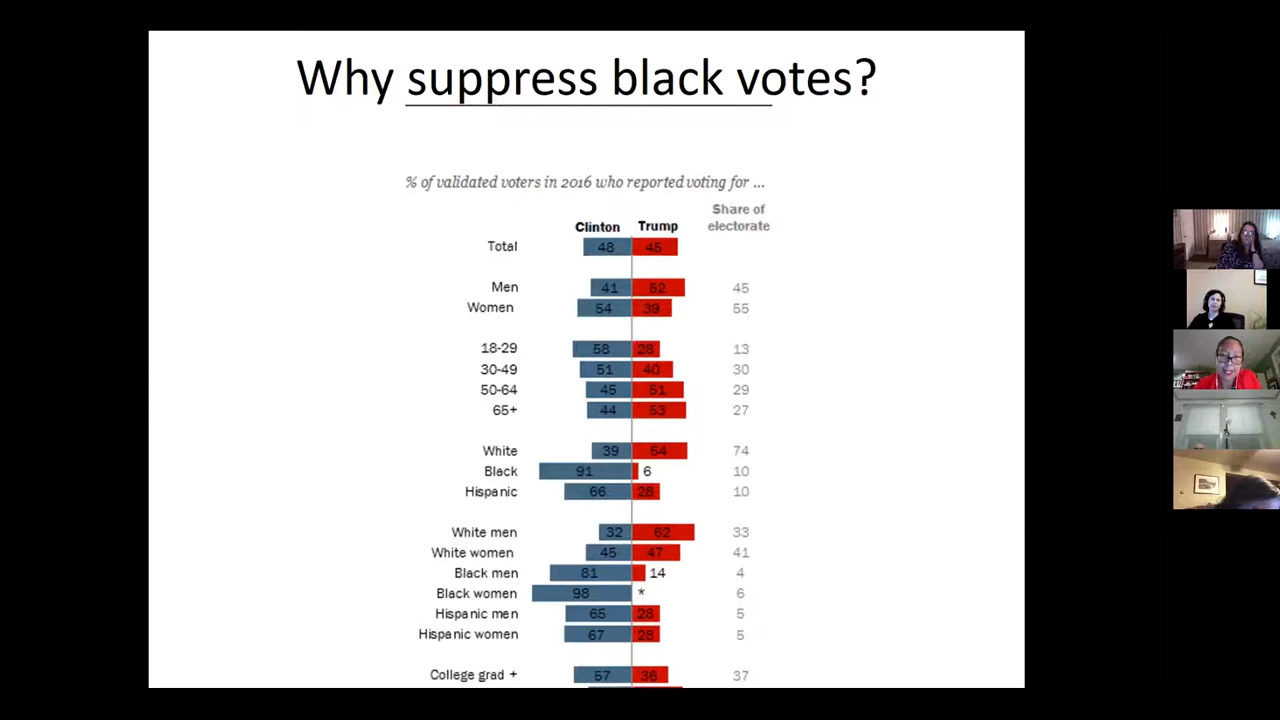 Why suppress black votes?
% of validated voters in 2016 who reported voting for ...
Share of
Clinton Trump electorate
Total 48 45
Men 41 52 45
Women 54 39 55
18-29 58 28 13
30-49 51 40 30
50-64 45 51 29
65+ 44 53 27
White 39 54 74
Black 91 6 10
Hispanic 66 28 10
White men 32 62 33
White women 45 47 41
Black men 81 14 4
Black women 98 * 6
Hispanic men 65 28 5
Hispanic women 67 28 5
College grad + 57 36 37